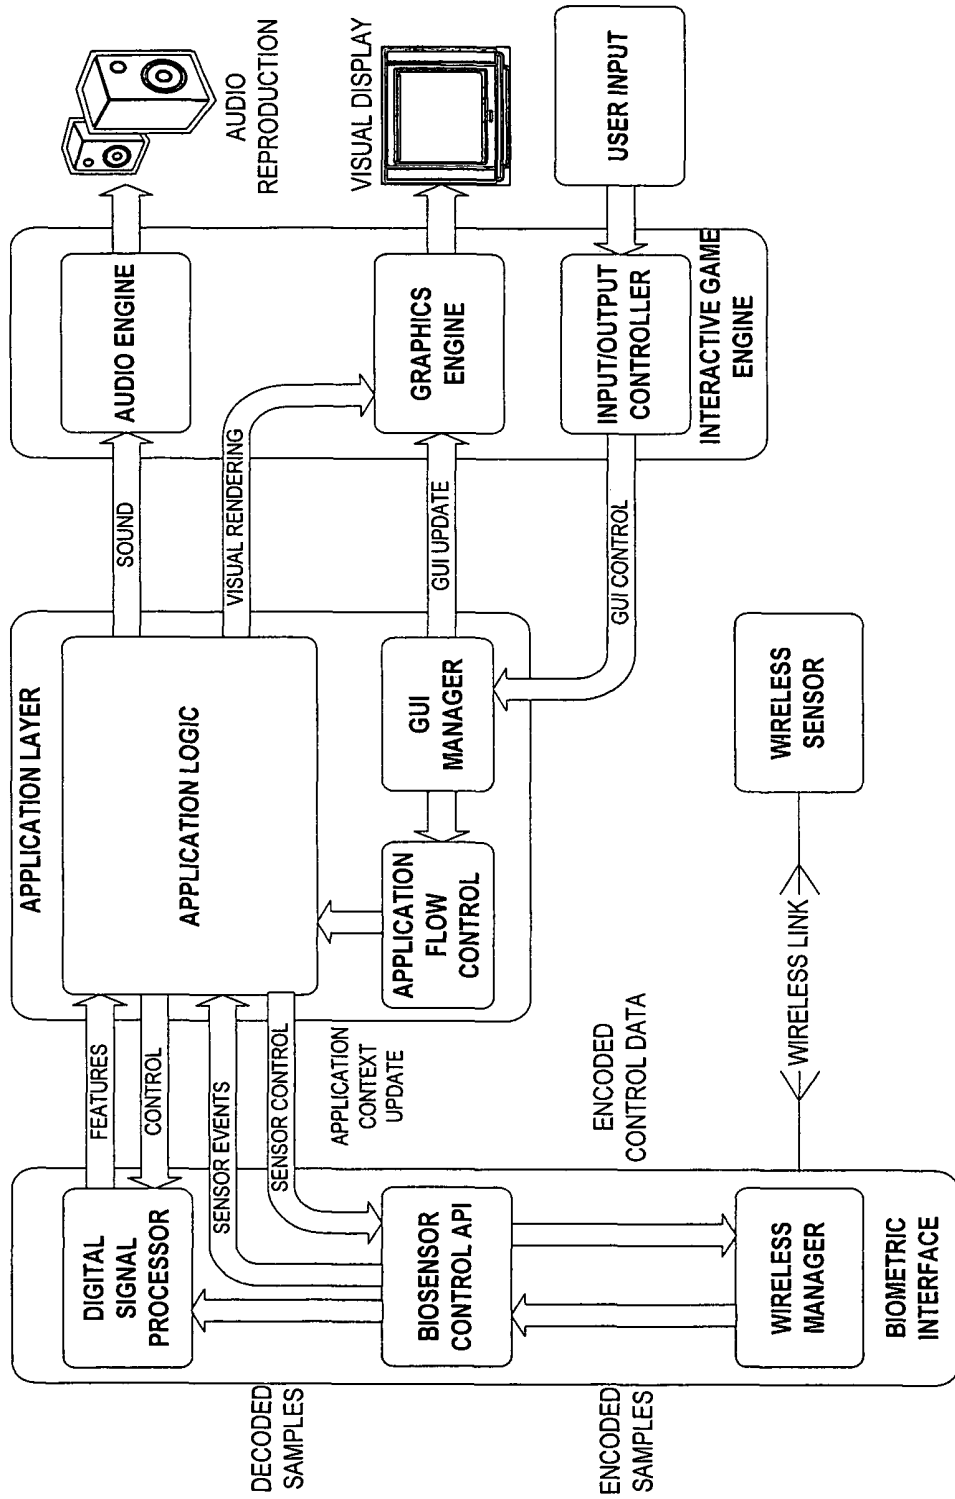 AUDIO
REPRODUCTION
VISUAL DISPLAY
USER INPUT
AUDIO ENGINE
GRAPHICS
ENGINE
INPUT/OUTPUT
CONTROLLER
INTERACTIVE GAME
ENGINE
SOUND
VISUAL RENDERING
GUI UPDATE
GUI CONTROL
APPLICATION LAYER
APPLICATION LOGIC
GUI
MANAGER
APPLICATION
FLOW
CONTROL
WIRELESS
SENSOR
FEATURES
CONTROL
SENSOR EVENTS
SENSOR CONTROL
APPLICATION
CONTEXT
UPDATE
ENCODED
CONTROL DATA
WIRELESS LINK
DIGITAL
SIGNAL
PROCESSOR
BIOSENSOR
CONTROL API
WIRELESS
MANAGER
BIOMETRIC
INTERFACE
DECODED
SAMPLES
ENCODED
SAMPLES